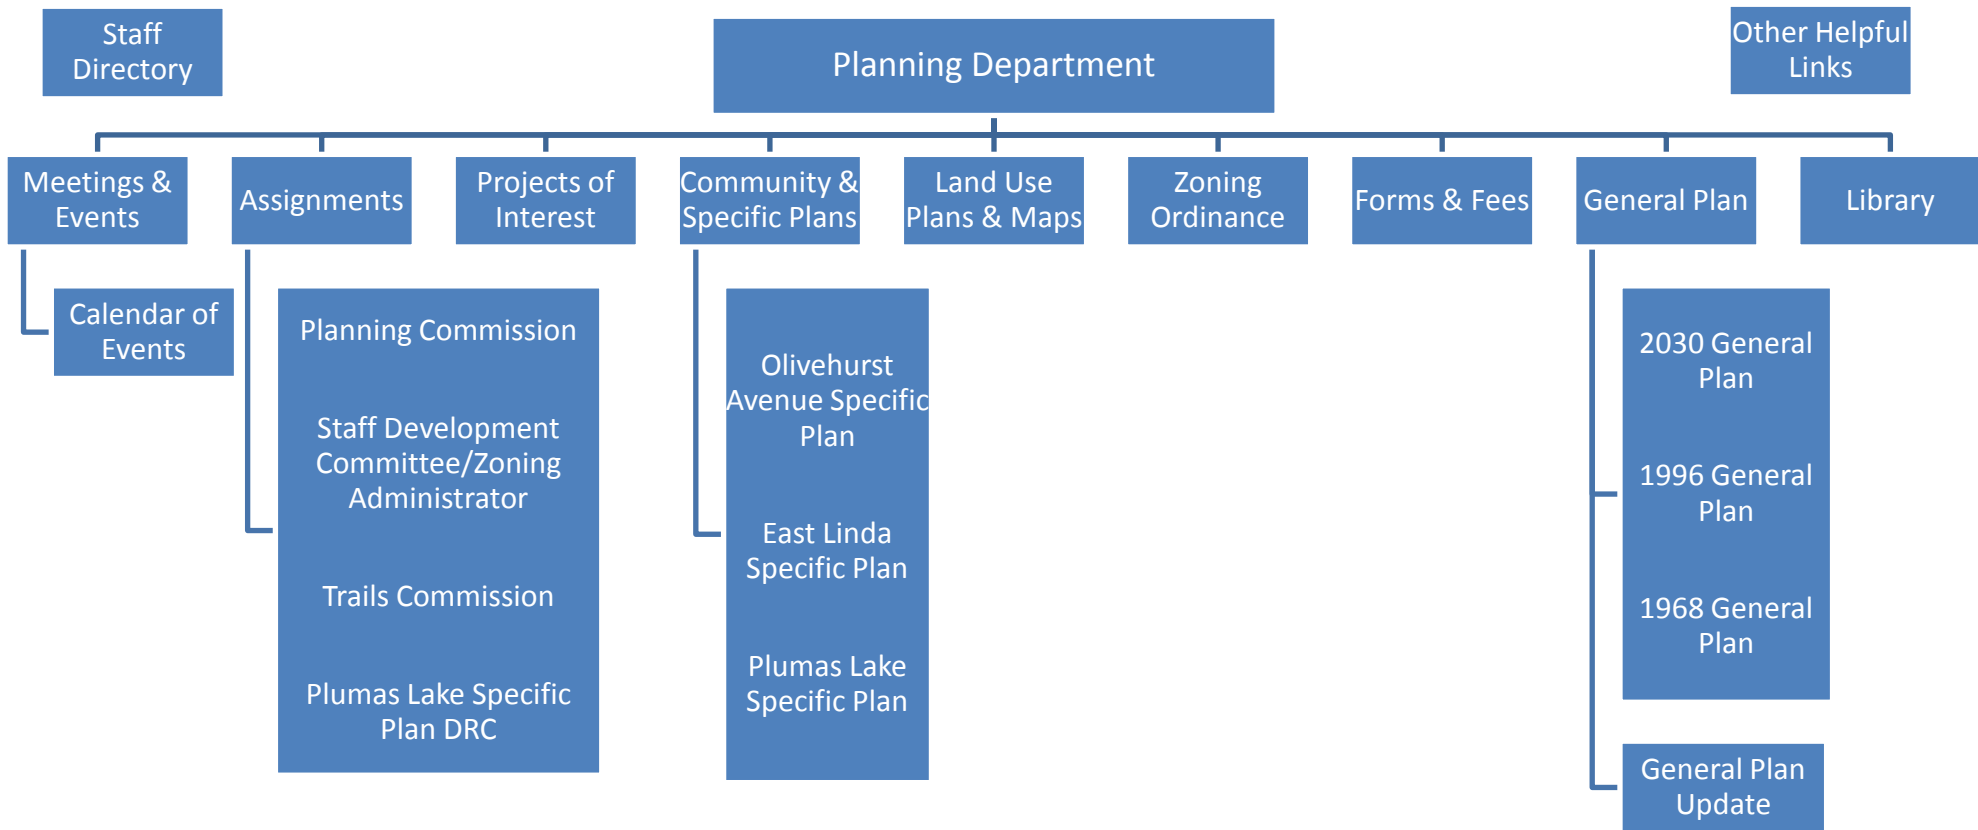 Staff
Directory
Planning Department
Other Helpful
Links
Meetings &
Events
Assignments
Projects of
Interest
Community &
Specific Plans
Land Use
Plans & Maps
Zoning
Ordinance
Forms & Fees
General Plan
Library
Calendar of
Events
Planning Commission
Staff Development
Committee/Zoning
Administrator
Trails Commission
Plumas Lake Specific
Plan DRC
Olivehurst
Avenue Specific
Plan
East Linda
Specific Plan
Plumas Lake
Specific Plan
2030 General
Plan
1996 General
Plan
1968 General
Plan
General Plan
Update